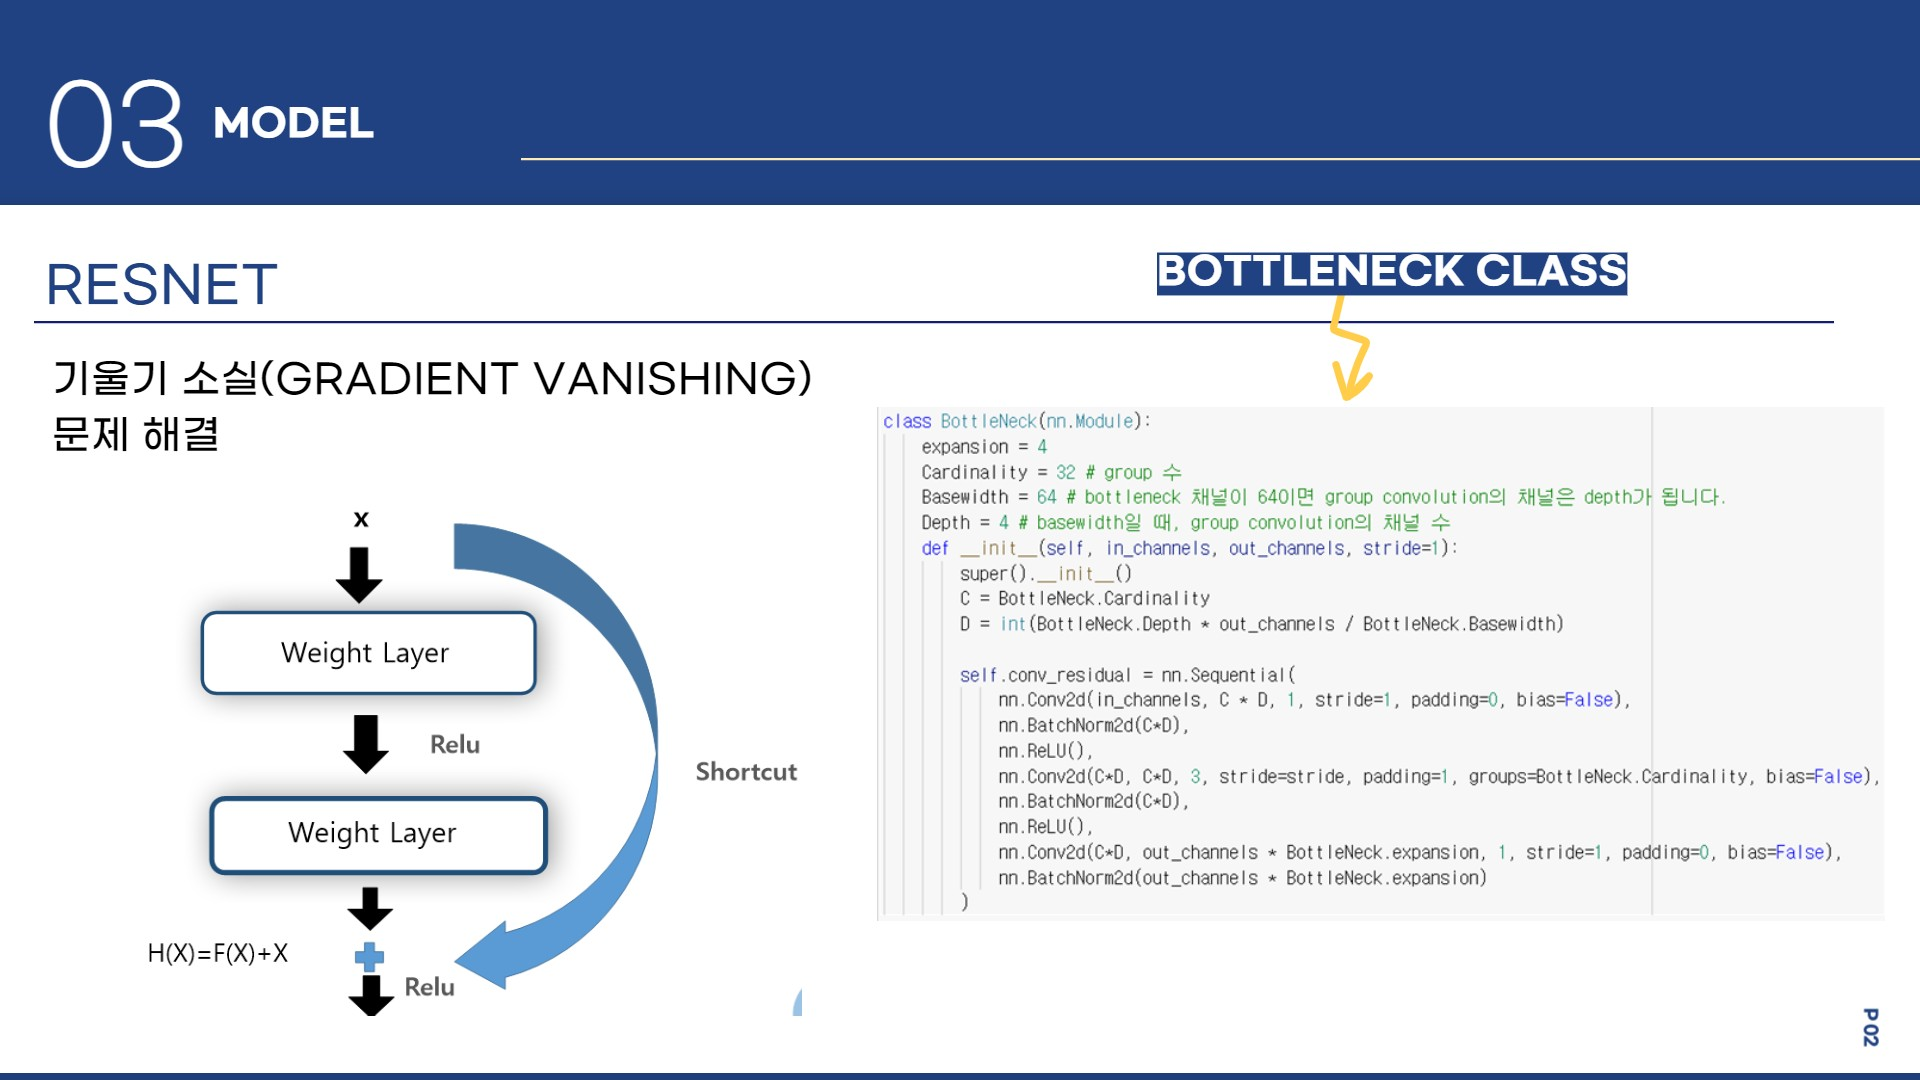 03 MODEL
RESNET
BOTTLENECK CLASS
기울기 소실(GRADIENT VANISHING)
문제 해결
x
Weight Layer
Relu
Weight Layer
Shortcut
H(X)=F(X)+X
Relu
class BottleNeck(nn.Module):
    expansion = 4
    Cardinality = 32 # group 수
    Basewidth = 64 # bottleneck 채널이 64이면 group convolution의 채널은 depth가 됩니다.
    Depth = 4 # basewidth일 때, group convolution의 채널 수
    def __init__(self, in_channels, out_channels, stride=1):
        super().__init__()
        C = BottleNeck.Cardinality
        D = int(BottleNeck.Depth * out_channels / BottleNeck.Basewidth)
        self.conv_residual = nn.Sequential(
            nn.Conv2d(in_channels, C * D, 1, stride=1, padding=0, bias=False),
            nn.BatchNorm2d(C*D),
            nn.ReLU(),
            nn.Conv2d(C*D, C*D, 3, stride=stride, padding=1, groups=BottleNeck.Cardinality, bias=False),
            nn.BatchNorm2d(C*D),
            nn.ReLU(),
            nn.Conv2d(C*D, out_channels * BottleNeck.expansion, 1, stride=1, padding=0, bias=False),
            nn.BatchNorm2d(out_channels * BottleNeck.expansion)
        )
P 02